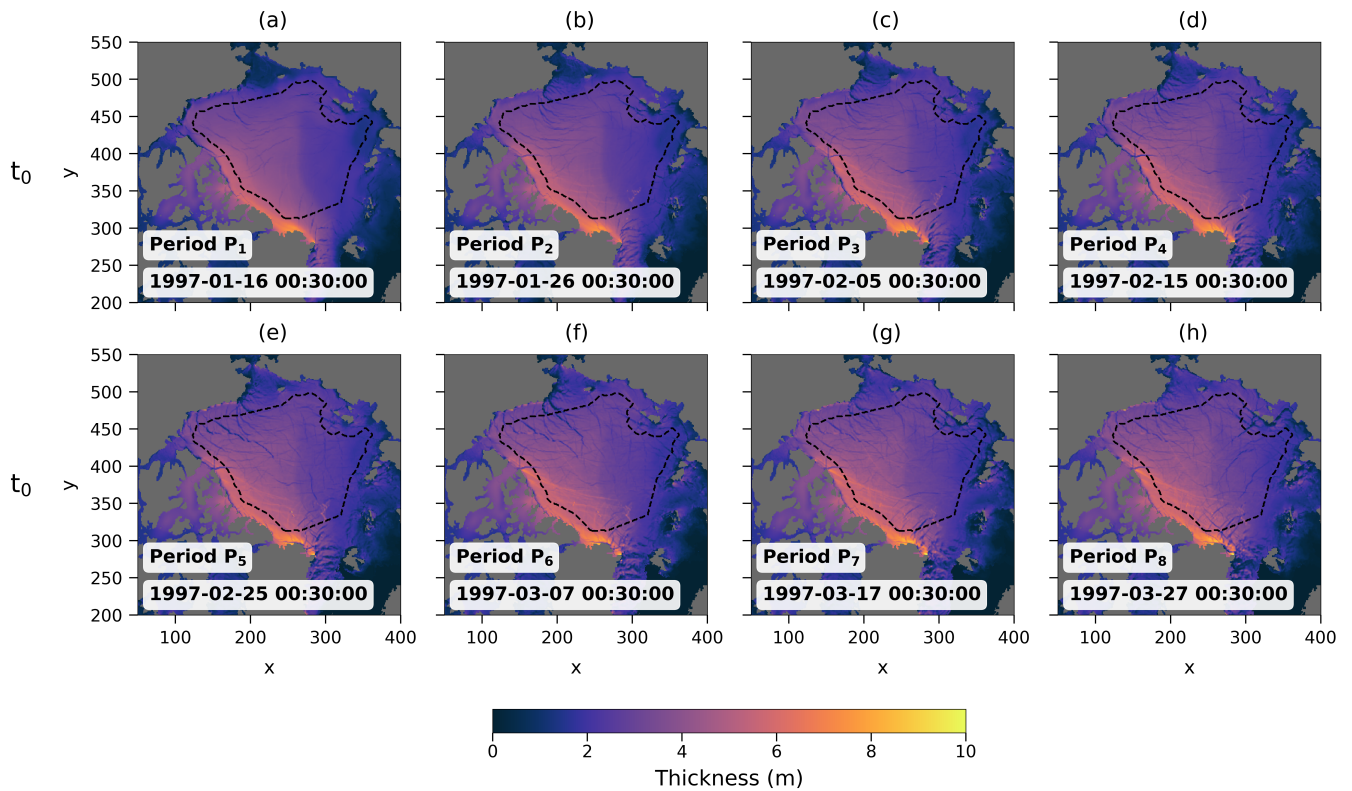 (a) (b) (c) (d)
550
500
450
400
350
300
250
200
t0
y
Period P1 Period P2 Period P3 Period P4
1997-01-16 00:30:00 1997-01-26 00:30:00 1997-02-05 00:30:00 1997-02-15 00:30:00
(e) (f) (g) (h)
550
500
450
400
350
300
250
200
t0
y
Period P5 Period P6 Period P7 Period P8
1997-02-25 00:30:00 1997-03-07 00:30:00 1997-03-17 00:30:00 1997-03-27 00:30:00
100 200 300 400 100 200 300 400 100 200 300 400 100 200 300 400
x x x x
0 2 4 6 8 10
Thickness (m)